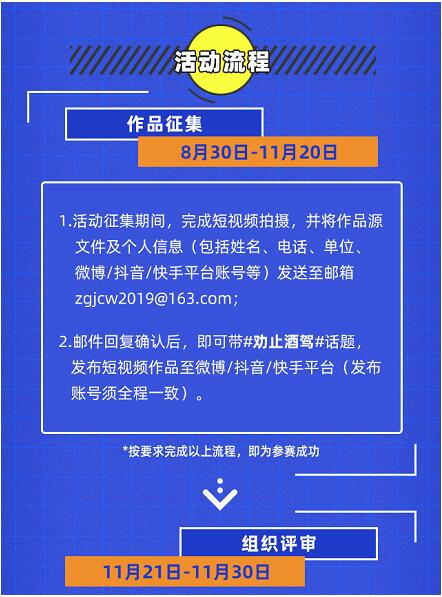 活动流程
作品征集
8月30日-11月20日
1.活动征集期间，完成短视频拍摄，并将作品源
文件及个人信息（包括姓名、电话、单位、
微博/抖音/快手平台账号等）发送至邮箱
zgjcw2019@163.com；
2.邮件回复确认后，即可带#劝止酒驾#话题，
发布短视频作品至微博/抖音/快手平台（发布
账号须全程一致）。
*按要求完成以上流程，即为参赛成功
组织评审
11月21日-11月30日